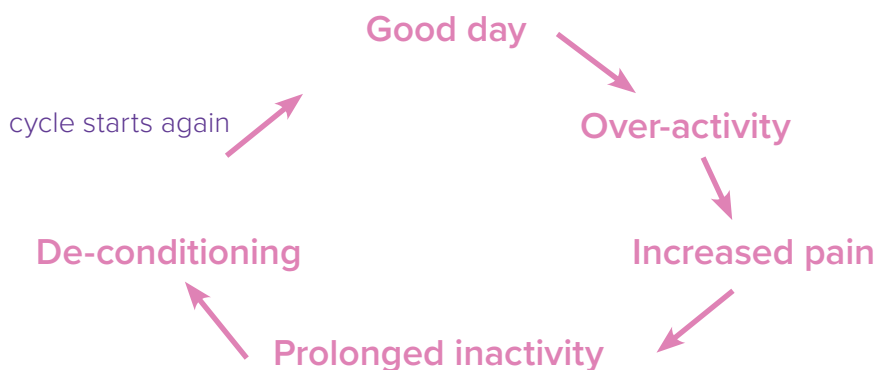 Good day
Over-activity
Increased pain
Prolonged inactivity
De-conditioning
cycle starts again